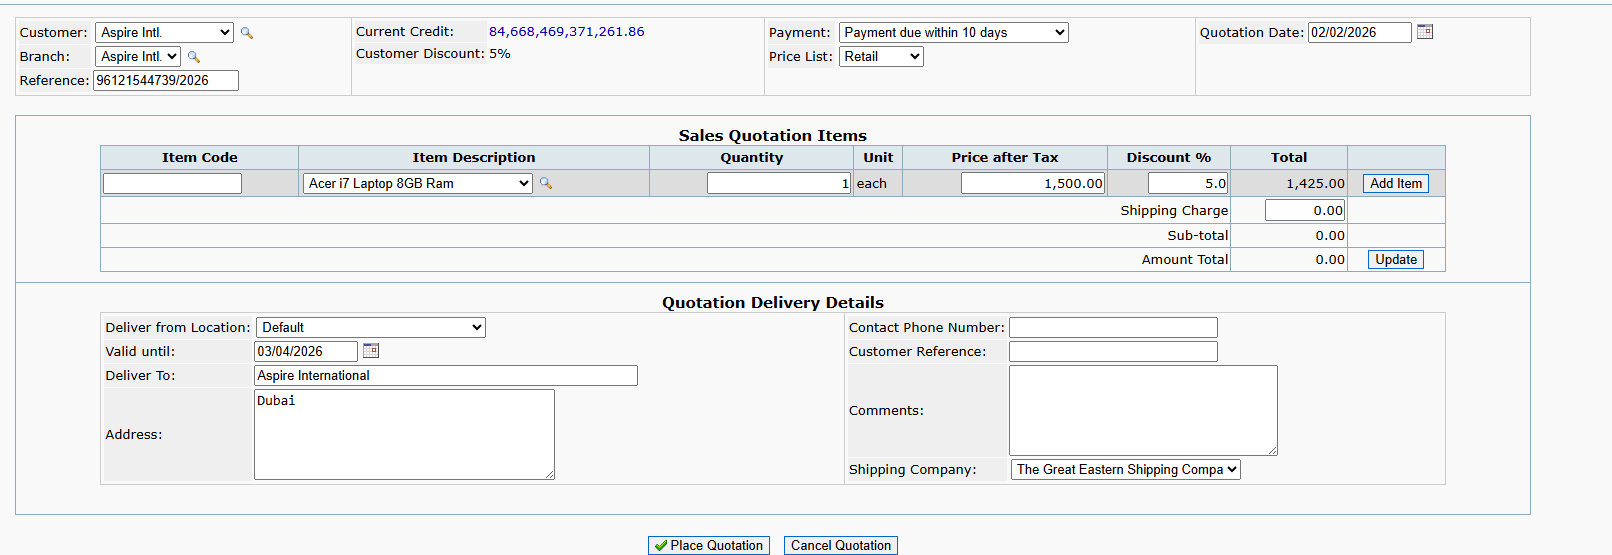 Customer: Aspire Intl.
Branch: Aspire Intl.
Reference: 96121544739/2026
Current Credit: 84,668,469,371,261.86
Customer Discount: 5%
Payment: Payment due within 10 days
Price List: Retail
Quotation Date: 02/02/2026
Sales Quotation Items
Item Code Item Description Quantity Unit Price after Tax Discount % Total
Acer i7 Laptop 8GB Ram 1 each 1,500.00 5.0 1,425.00 Add Item
Shipping Charge 0.00
Sub-total 0.00
Amount Total 0.00 Update
Quotation Delivery Details
Deliver from Location: Default
Valid until: 03/04/2026
Deliver To: Aspire International
Address: Dubai
Contact Phone Number:
Customer Reference:
Comments:
Shipping Company: The Great Eastern Shipping Compa
Place Quotation Cancel Quotation